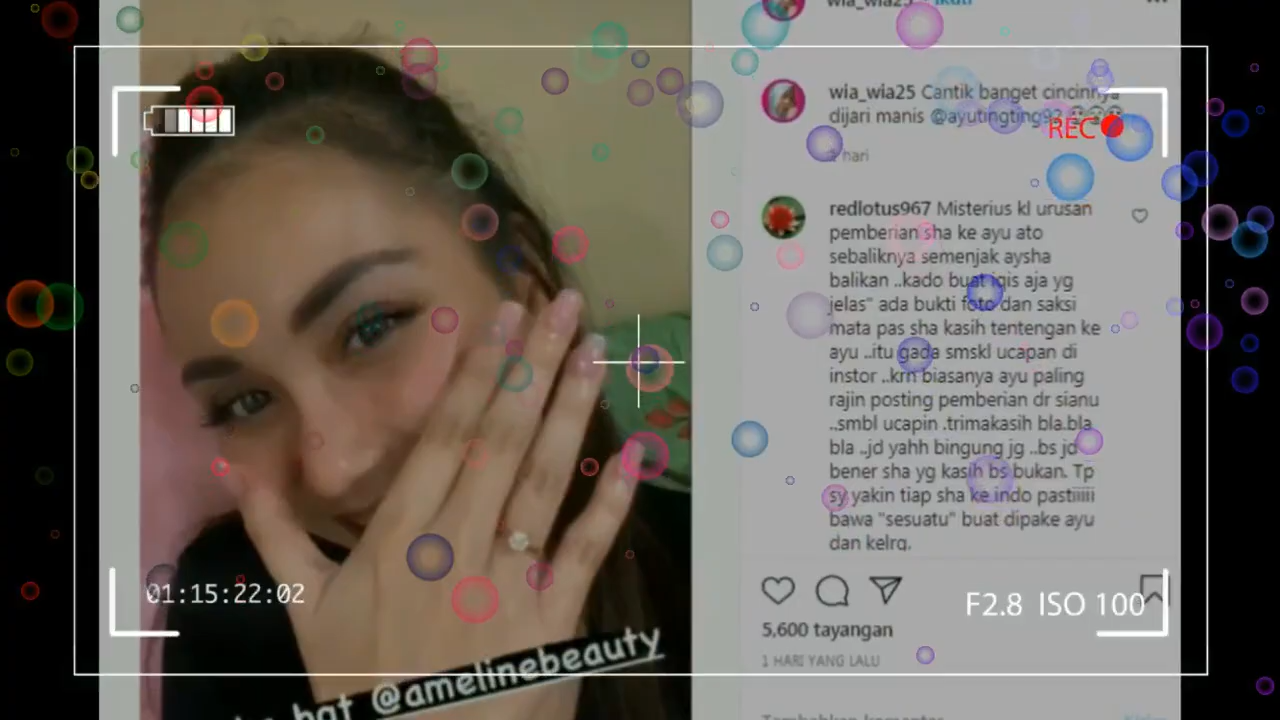 wia_wia25
wia_wia25 Cantik banget cincinnya
dijari manis @ayutingting92
hari
REC
redlotus967 Misterius kl urusan
pemberian sha ke ayu ato
sebaliknya semenjak aysha
balikan ..kado buat iqis aja yg
jelas" ada bukti foto dan saksi
mata pas sha kasih tentengan ke
ayu ..itu gada smskl ucapan di
instor ..krn biasanya ayu paling
rajin posting pemberian dr sianu
..smbl ucapin .trimakasih bla.bla
bla ..jd yahh bingung jg ..bs jd
bener sha yg kasih bs bukan. Tp
sy yakin tiap sha ke indo pastiiiiii
bawa "sesuatu" buat dipake ayu
dan kelrg.
01:15:22:02
F2.8 ISO 100
5,600 tayangan
1 HARI YANG LALU
bat @amelinebeauty